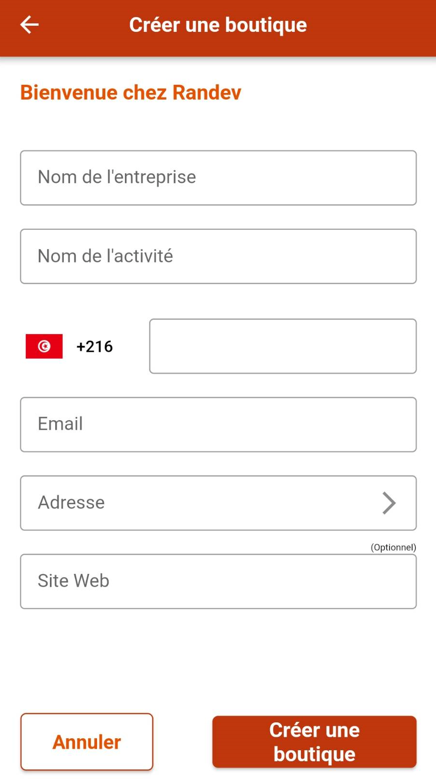 Créer une boutique
Bienvenue chez Randev
Nom de l'entreprise
Nom de l'activité
+216
Email
Adresse
(Optionnel)
Site Web
Annuler
Créer une
boutique